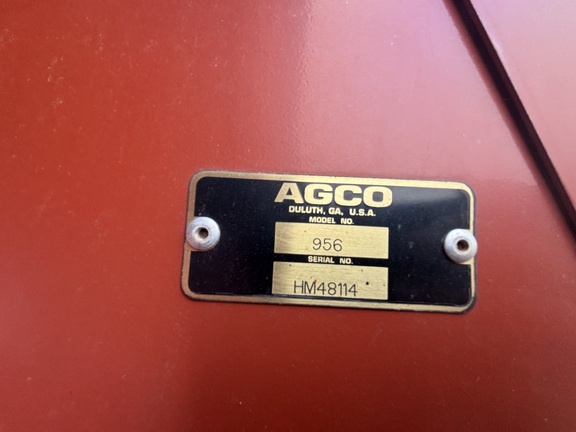 AGCO
DULUTH, GA, U.S.A.
MODEL NO.
956
SERIAL NO.
HM48114